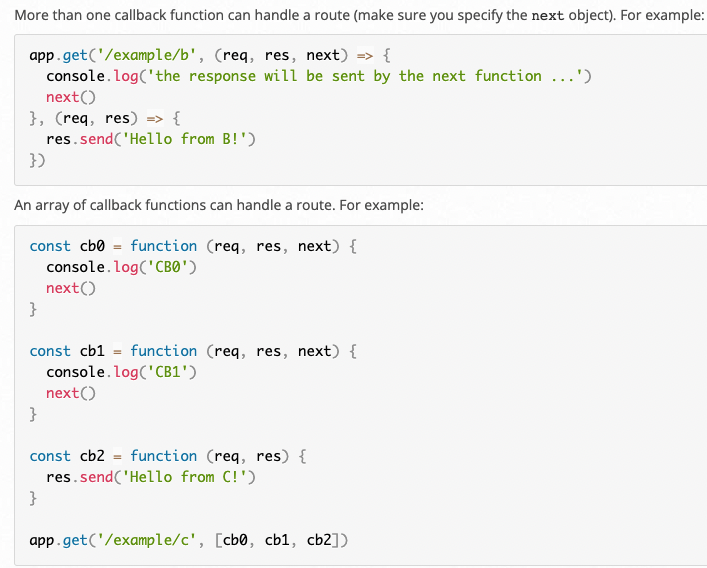 More than one callback function can handle a route (make sure you specify the next object). For example:
app.get('/example/b', (req, res, next) => {
  console.log('the response will be sent by the next function ...')
  next()
}, (req, res) => {
  res.send('Hello from B!')
})
An array of callback functions can handle a route. For example:
const cb0 = function (req, res, next) {
  console.log('CB0')
  next()
}
const cb1 = function (req, res, next) {
  console.log('CB1')
  next()
}
const cb2 = function (req, res) {
  res.send('Hello from C!')
}
app.get('/example/c', [cb0, cb1, cb2])